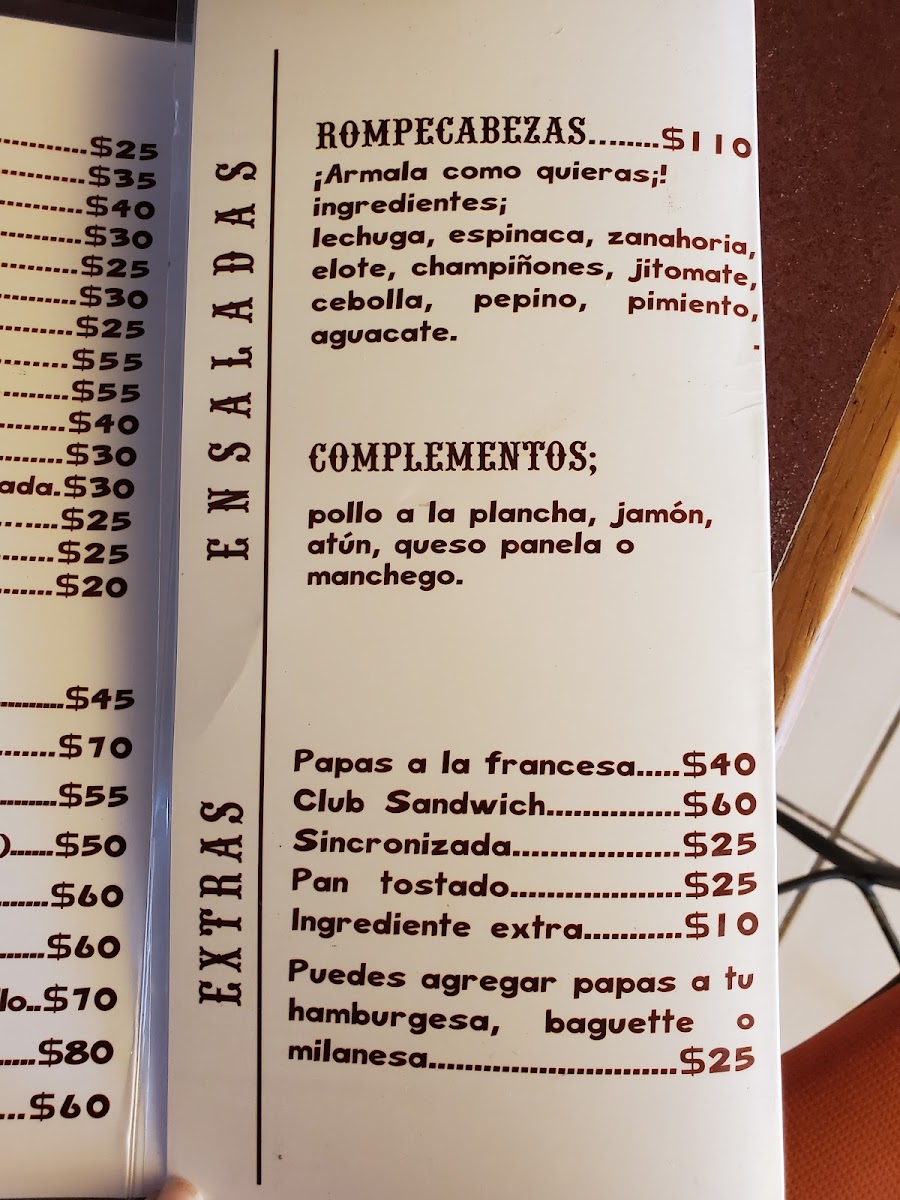 $25
$35
$40
$30
$25
$30
$25
$55
$55
$40
$30
ada.$30
$25
$25
$20
$45
$70
$55
)......$50
$60
$60
llo..$70
$80
$60
ENSALADAS
ROMPECABEZAS........$110
¡Armala como quieras¡!
ingredientes;
lechuga, espinaca, zanahoria,
elote, champiñones, jitomate,
cebolla, pepino, pimiento,
aguacate. .
COMPLEMENTOS;
pollo a la plancha, jamón,
atún, queso panela o
manchego.
EXTRAS
Papas a la francesa.....$40
Club Sandwich...............$60
Sincronizada...................$25
Pan tostado...................$25
Ingrediente extra............$10
Puedes agregar papas a tu
hamburgesa, baguette o
milanesa............................$25